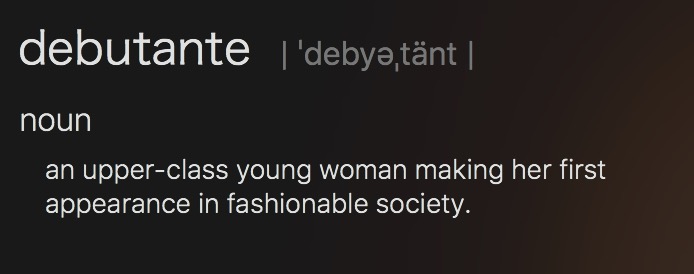 debutante | ˈdebyəˌtänt |
noun
an upper-class young woman making her first
appearance in fashionable society.